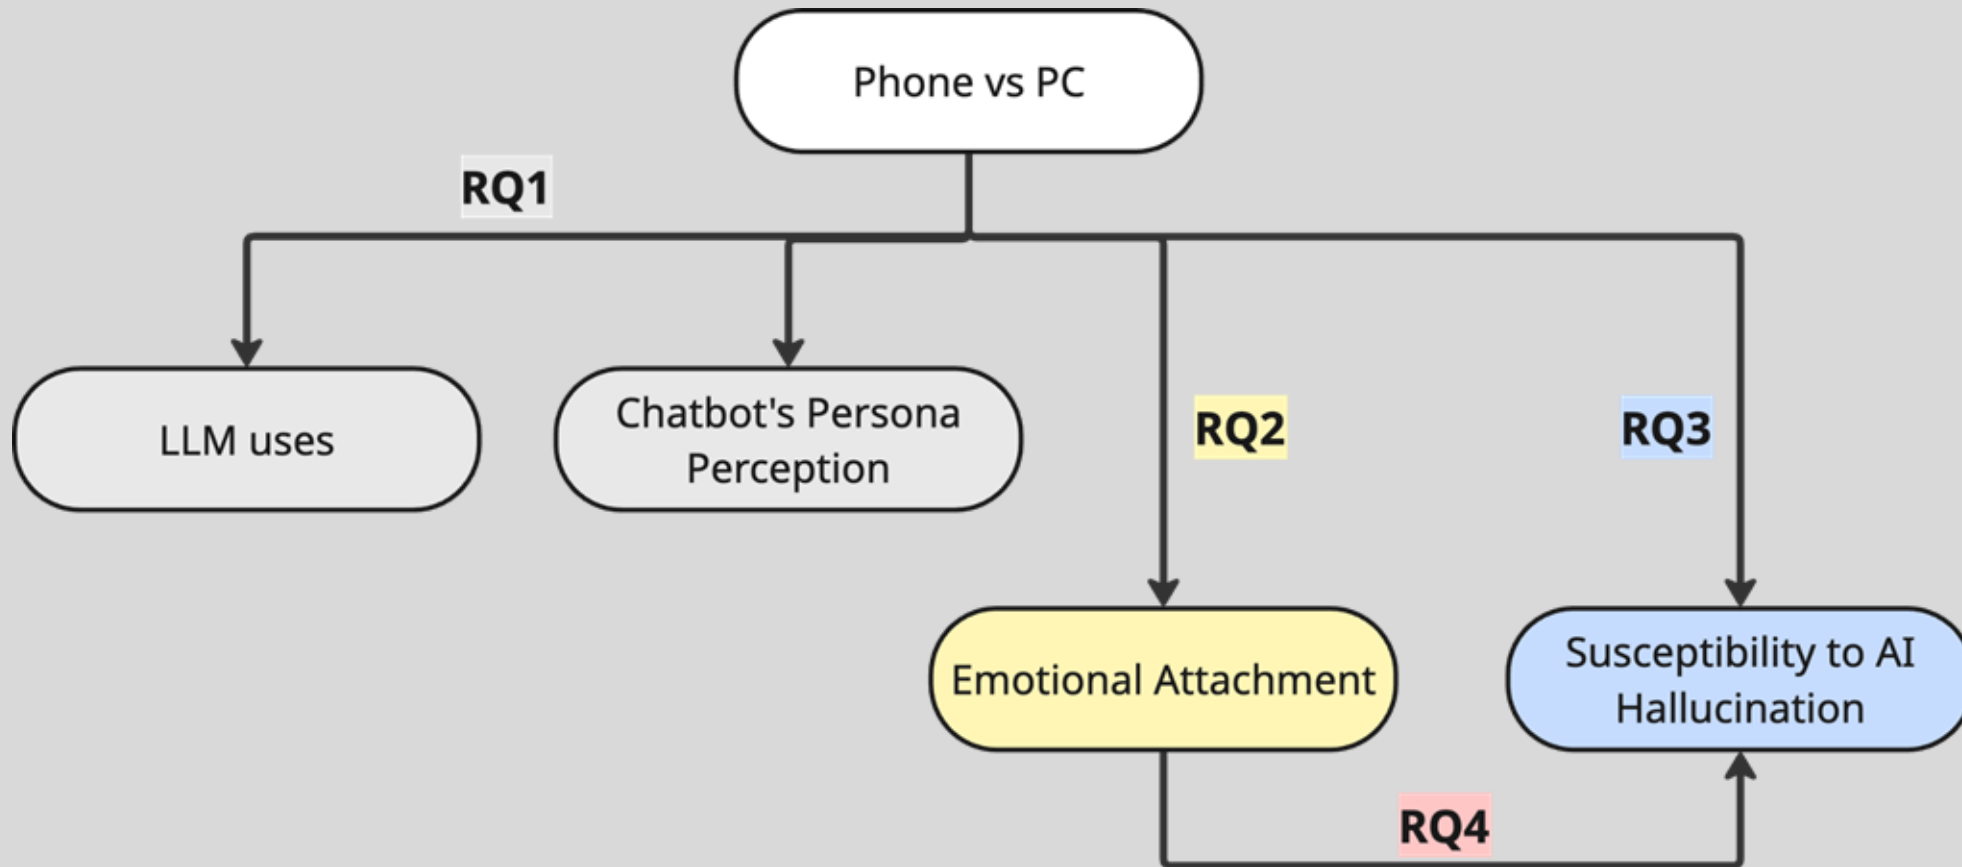 Phone vs PC
RQ1
LLM uses
Chatbot's Persona
Perception
RQ2
RQ3
Emotional Attachment
Susceptibility to AI
Hallucination
RQ4